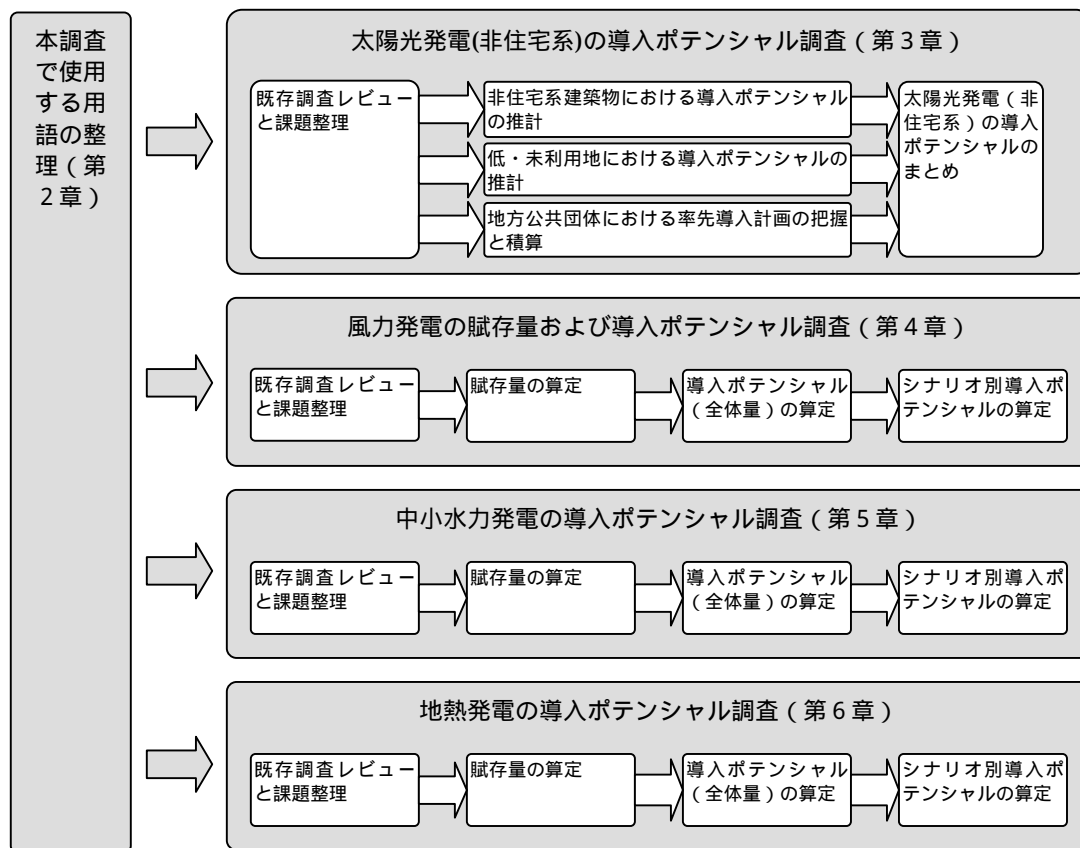 本調査
で使用
する用
語の整
理（第
２章）
太陽光発電(非住宅系)の導入ポテンシャル調査（第３章）
既存調査レビュー
と課題整理
非住宅系建築物における導入ポテンシャル
の推計
低・未利用地における導入ポテンシャルの
推計
地方公共団体における率先導入計画の把握
と積算
太陽光発電（非
住宅系）の導入
ポテンシャルの
まとめ
風力発電の賦存量および導入ポテンシャル調査（第４章）
既存調査レビュー
と課題整理
賦存量の算定
導入ポテンシャル
（全体量）の算定
シナリオ別導入ポ
テンシャルの算定
中小水力発電の導入ポテンシャル調査（第５章）
既存調査レビュー
と課題整理
賦存量の算定
導入ポテンシャル
（全体量）の算定
シナリオ別導入ポ
テンシャルの算定
地熱発電の導入ポテンシャル調査（第６章）
既存調査レビュー
と課題整理
賦存量の算定
導入ポテンシャル
（全体量）の算定
シナリオ別導入ポ
テンシャルの算定